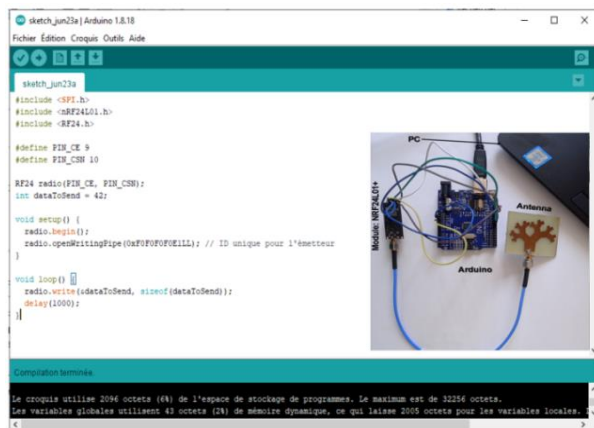 sketch_jun23a | Arduino 1.8.18
Fichier Édition Croquis Outils Aide
sketch_jun23a
#include <SPI.h>
#include <nRF24L01.h>
#include <RF24.h>
#define PIN_CE 9
#define PIN_CSN 10
RF24 radio(PIN_CE, PIN_CSN);
int dataToSend = 42;
void setup() {
radio.begin();
radio.openWritingPipe(0xF0F0F0F0E1LL); // ID unique pour l'émetteur
}
void loop() {
radio.write(&dataToSend, sizeof(dataToSend));
delay(1000);
}
PC
Module: NRF24L01+
Antenna
Arduino
Compilation terminée.
Le croquis utilise 2096 octets (6%) de l'espace de stockage de programmes. Le maximum est de 32256 octets.
Les variables globales utilisent 43 octets (2%) de mémoire dynamique, ce qui laisse 2005 octets pour les variables locales.